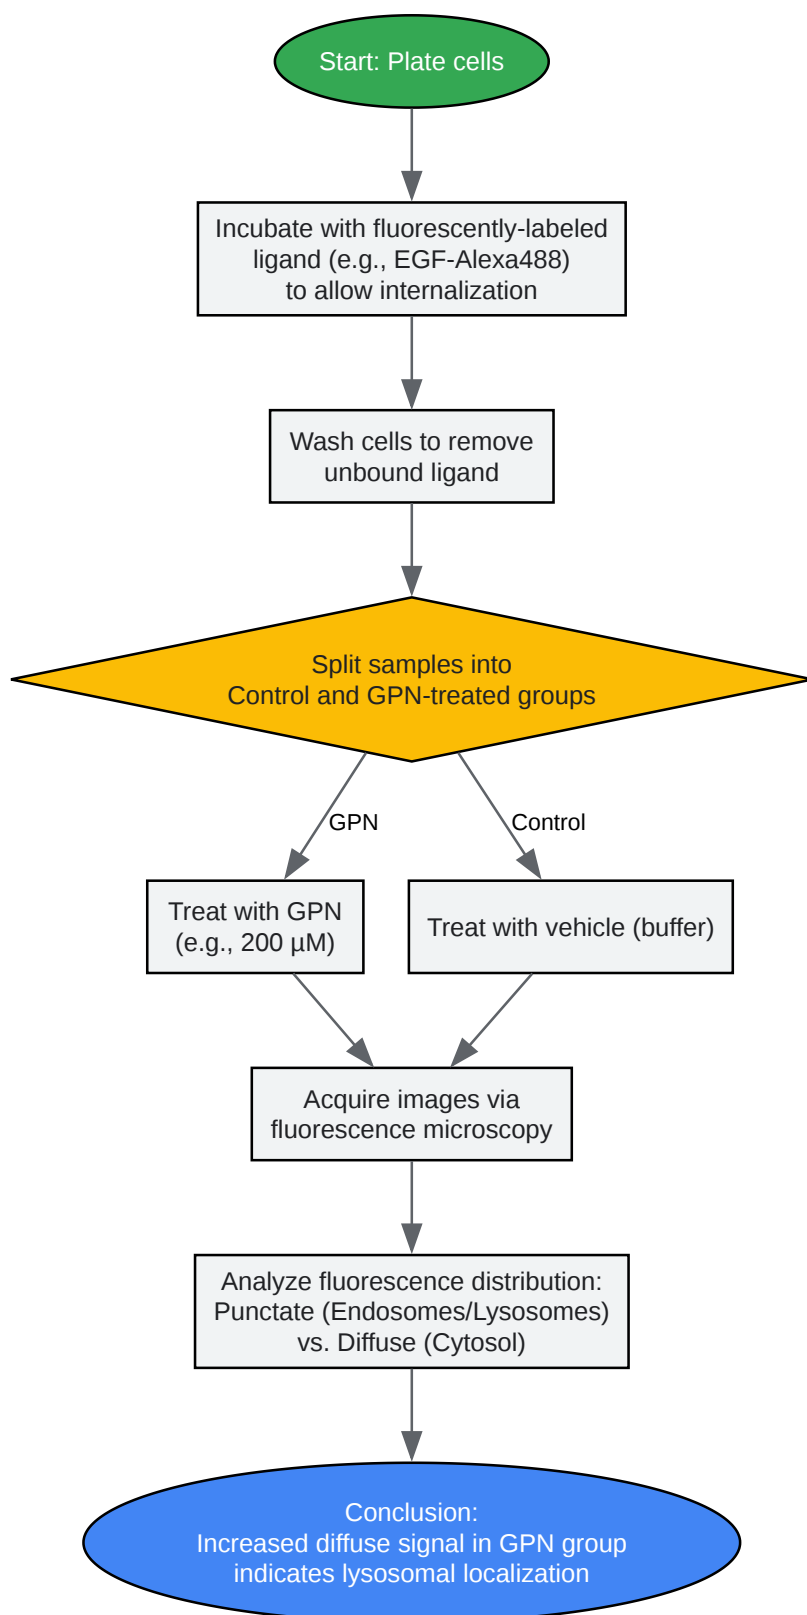 Start: Plate cells
Incubate with fluorescently-labeled
ligand (e.g., EGF-Alexa488)
to allow internalization
Wash cells to remove
unbound ligand
Split samples into
Control and GPN-treated groups
GPN
Control
Treat with GPN
(e.g., 200 µM)
Treat with vehicle (buffer)
Acquire images via
fluorescence microscopy
Analyze fluorescence distribution:
Punctate (Endosomes/Lysosomes)
vs. Diffuse (Cytosol)
Conclusion:
Increased diffuse signal in GPN group
indicates lysosomal localization